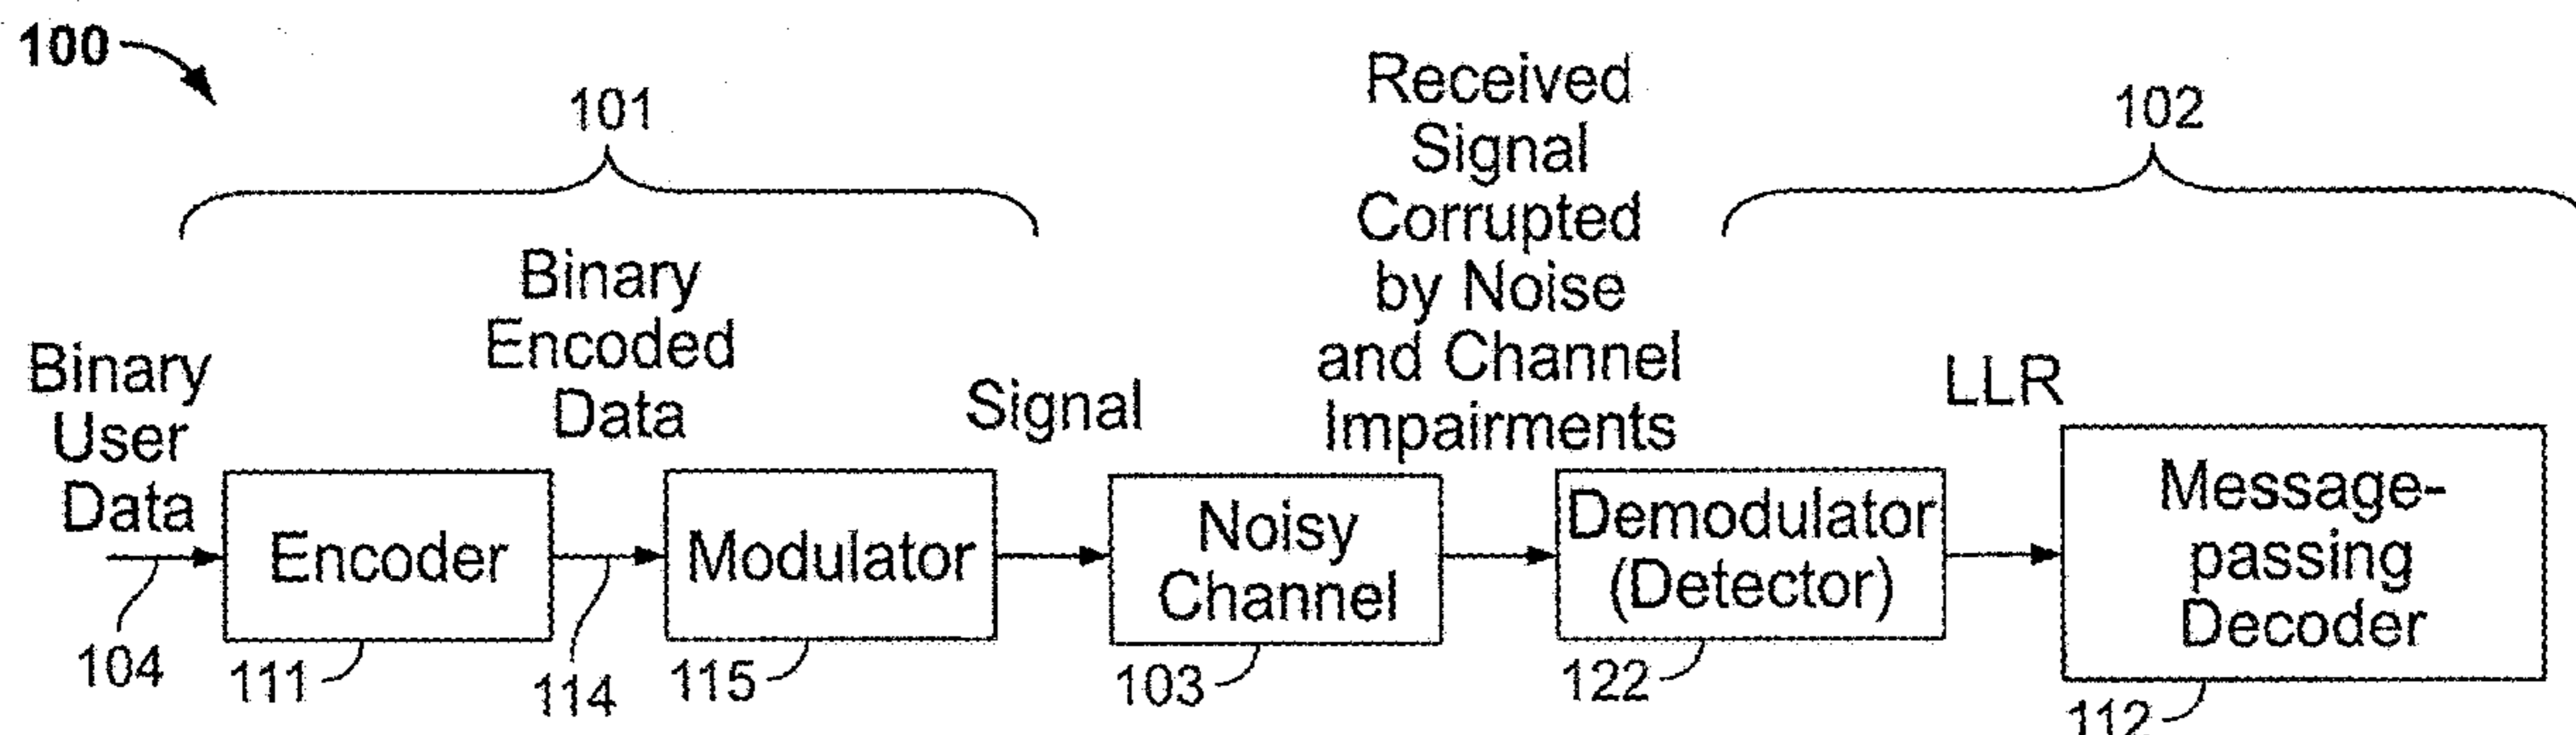 100
101
102
Binary
User
Data
Binary
Encoded
Data
Signal
Received
Signal
Corrupted
by Noise
and Channel
Impairments
LLR
Encoder
Modulator
Noisy
Channel
Demodulator
(Detector)
Message-
passing
Decoder
104
111
114
115
103
122
112